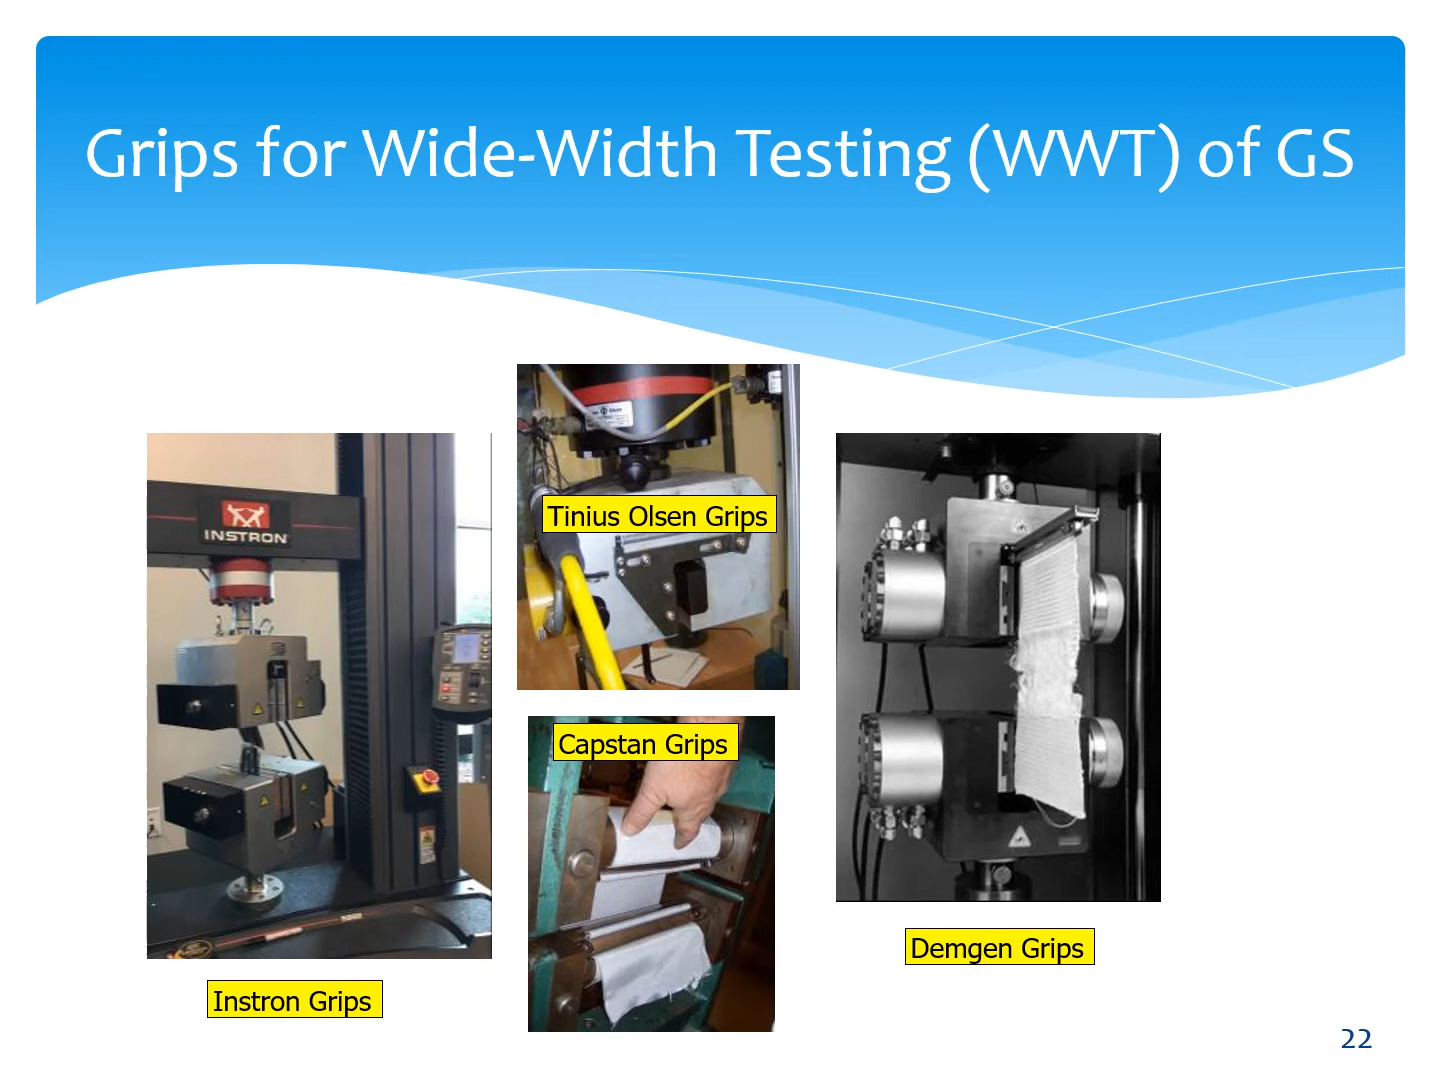 Grips for Wide-Width Testing (WWT) of GS
INSTRON
Tinius Olsen Grips
Capstan Grips
Demgen Grips
Instron Grips
22